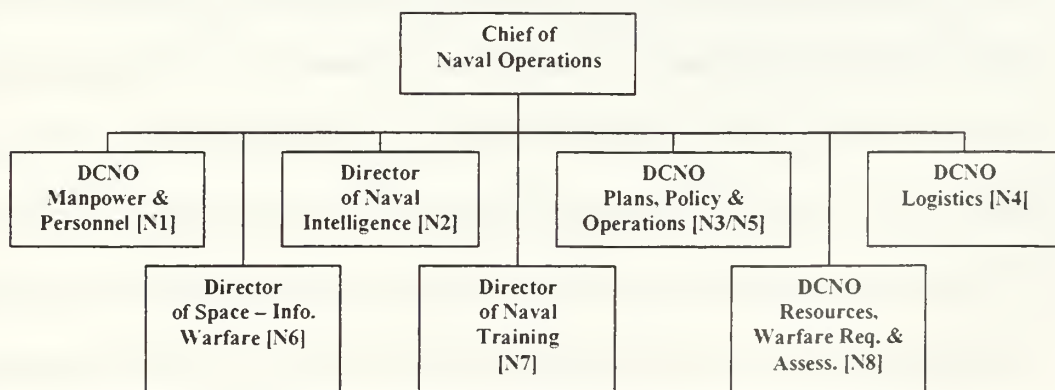 Chief of
Naval Operations
DCNO
Manpower &
Personnel [N1]
Director
of Naval
Intelligence [N2]
DCNO
Plans, Policy &
Operations [N3/N5]
DCNO
Logistics [N4[
Director
of Space – Info.
Warfare [N6]
Director
of Naval
Training
[N7]
DCNO
Resources,
Warfare Req. &
Assess. [N8]